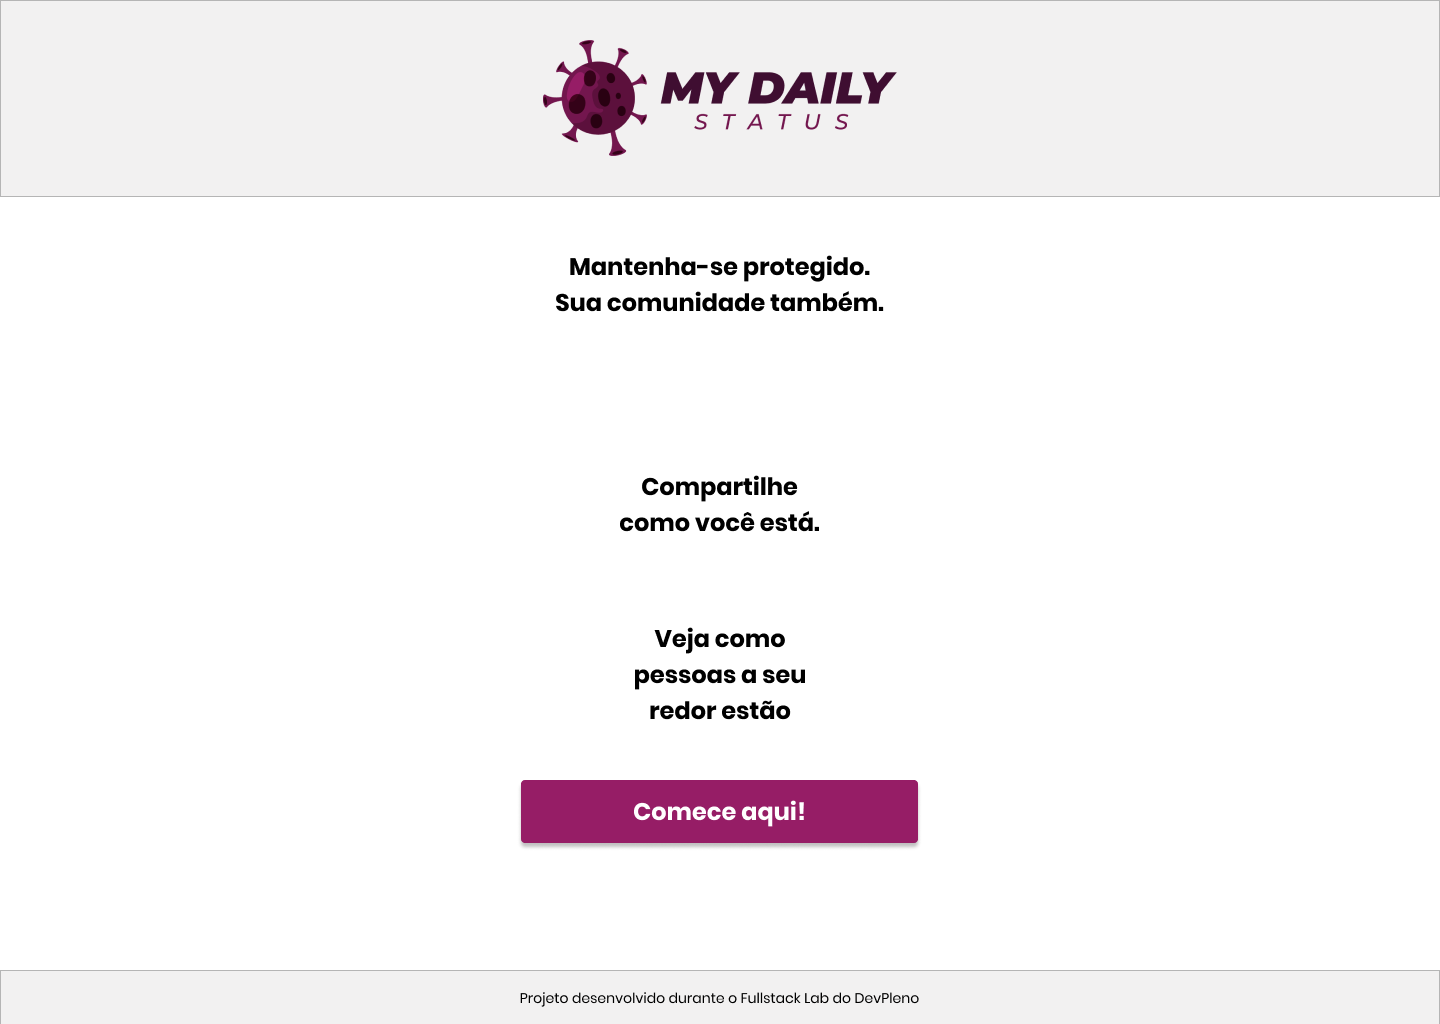 MY DAILY
STATUS
Mantenha-se protegido.
Sua comunidade também.
Compartilhe
como você está.
Veja como
pessoas a seu
redor estão
Comece aqui!
Projeto desenvolvido durante o Fullstack Lab do DevPleno